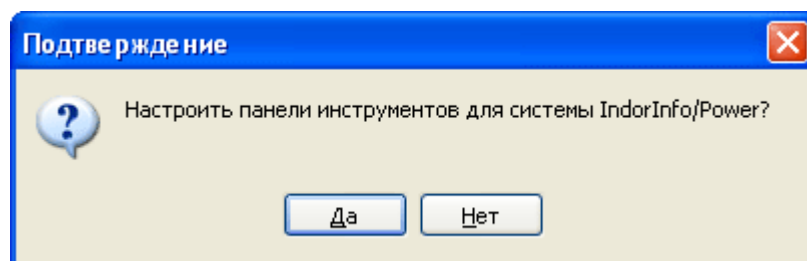 Подтверждение
Настроить панели инструментов для системы IndorInfo/Power?
Да
Нет